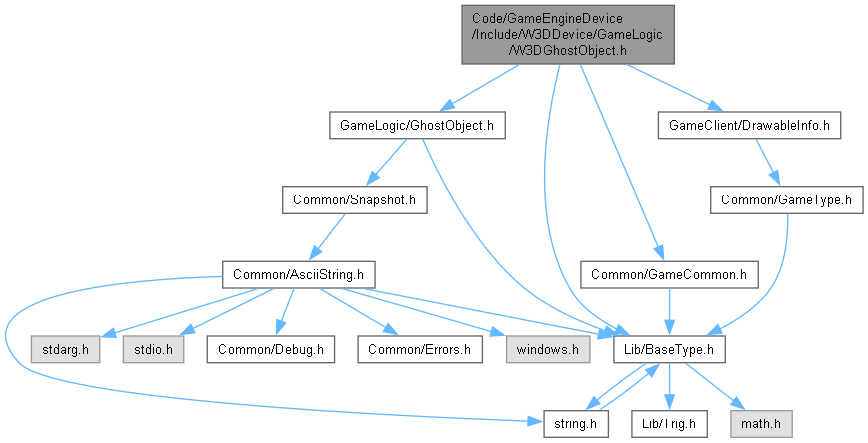 Code/GameEngineDevice
/Include/W3DDevice/GameLogic
/W3DGhostObject.h
GameLogic/GhostObject.h
GameClient/DrawableInfo.h
Common/Snapshot.h
Common/GameType.h
Common/AsciiString.h
Common/GameCommon.h
stdarg.h
stdio.h
Common/Debug.h
Common/Errors.h
windows.h
Lib/BaseType.h
string.h
Lib/Trig.h
math.h